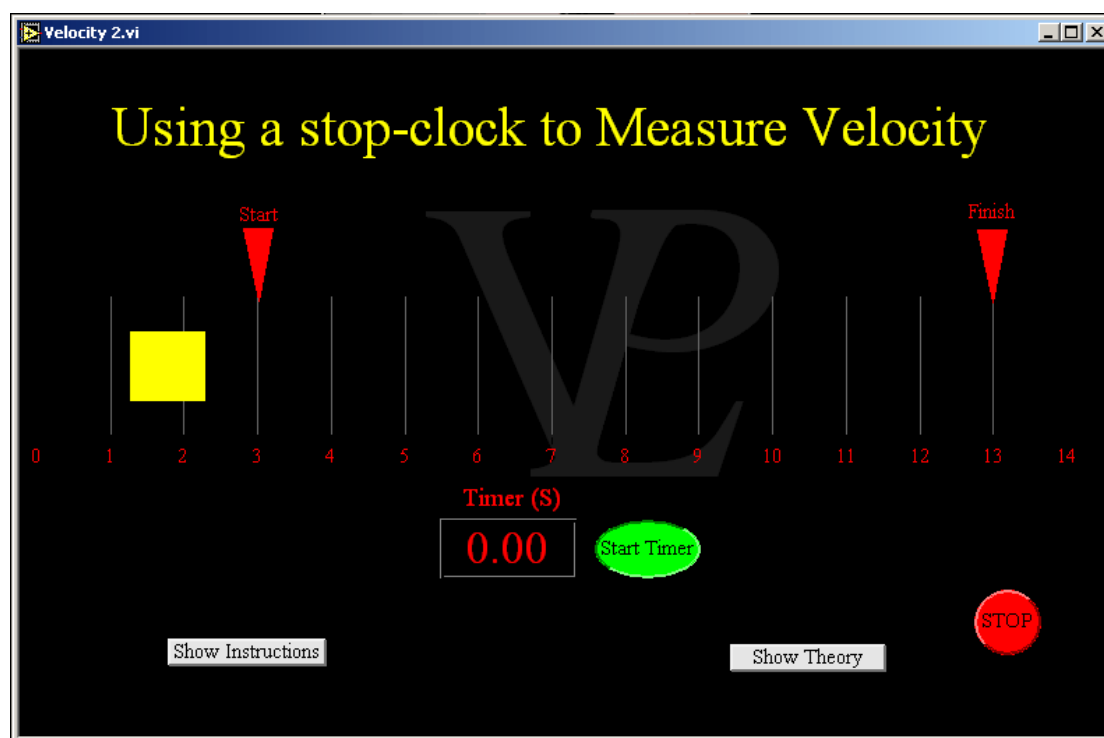 Velocity 2.vi
Using a stop-clock to Measure Velocity
Start
Finish
VPL
0 1 2 3 4 5 6 7 8 9 10 11 12 13 14
Timer (S)
0.00
Start Timer
STOP
Show Instructions
Show Theory